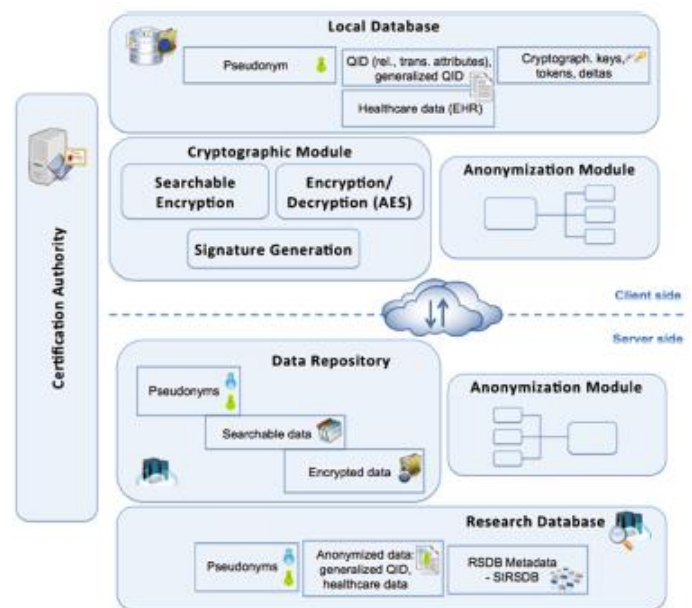 Local Database
Pseudonym
QID (rel., trans. attributes),
generalized QID
Cryptograph. keys,
tokens, deltas
Healthcare data (EHR)
Certification Authority
Cryptographic Module
Searchable
Encryption
Encryption/
Decryption (AES)
Signature Generation
Anonymization Module
Client side
Server side
Data Repository
Pseudonyms
Searchable data
Encrypted data
Anonymization Module
Research Database
Pseudonyms
Anonymized data:
generalized QID,
healthcare data
RSDB Metadata
- SIRSDB